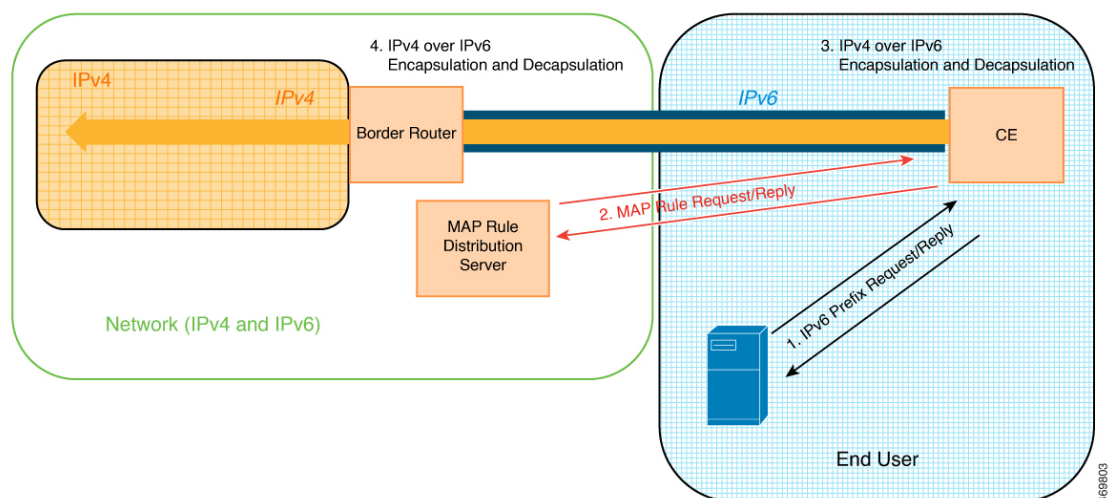 4. IPv4 over IPv6
Encapsulation and Decapsulation
3. IPv4 over IPv6
Encapsulation and Decapsulation
IPv4
IPv4
IPv6
Border Router
CE
2. MAP Rule Request/Reply
MAP Rule
Distribution
Server
1. IPv6 Prefix Request/Reply
Network (IPv4 and IPv6)
End User